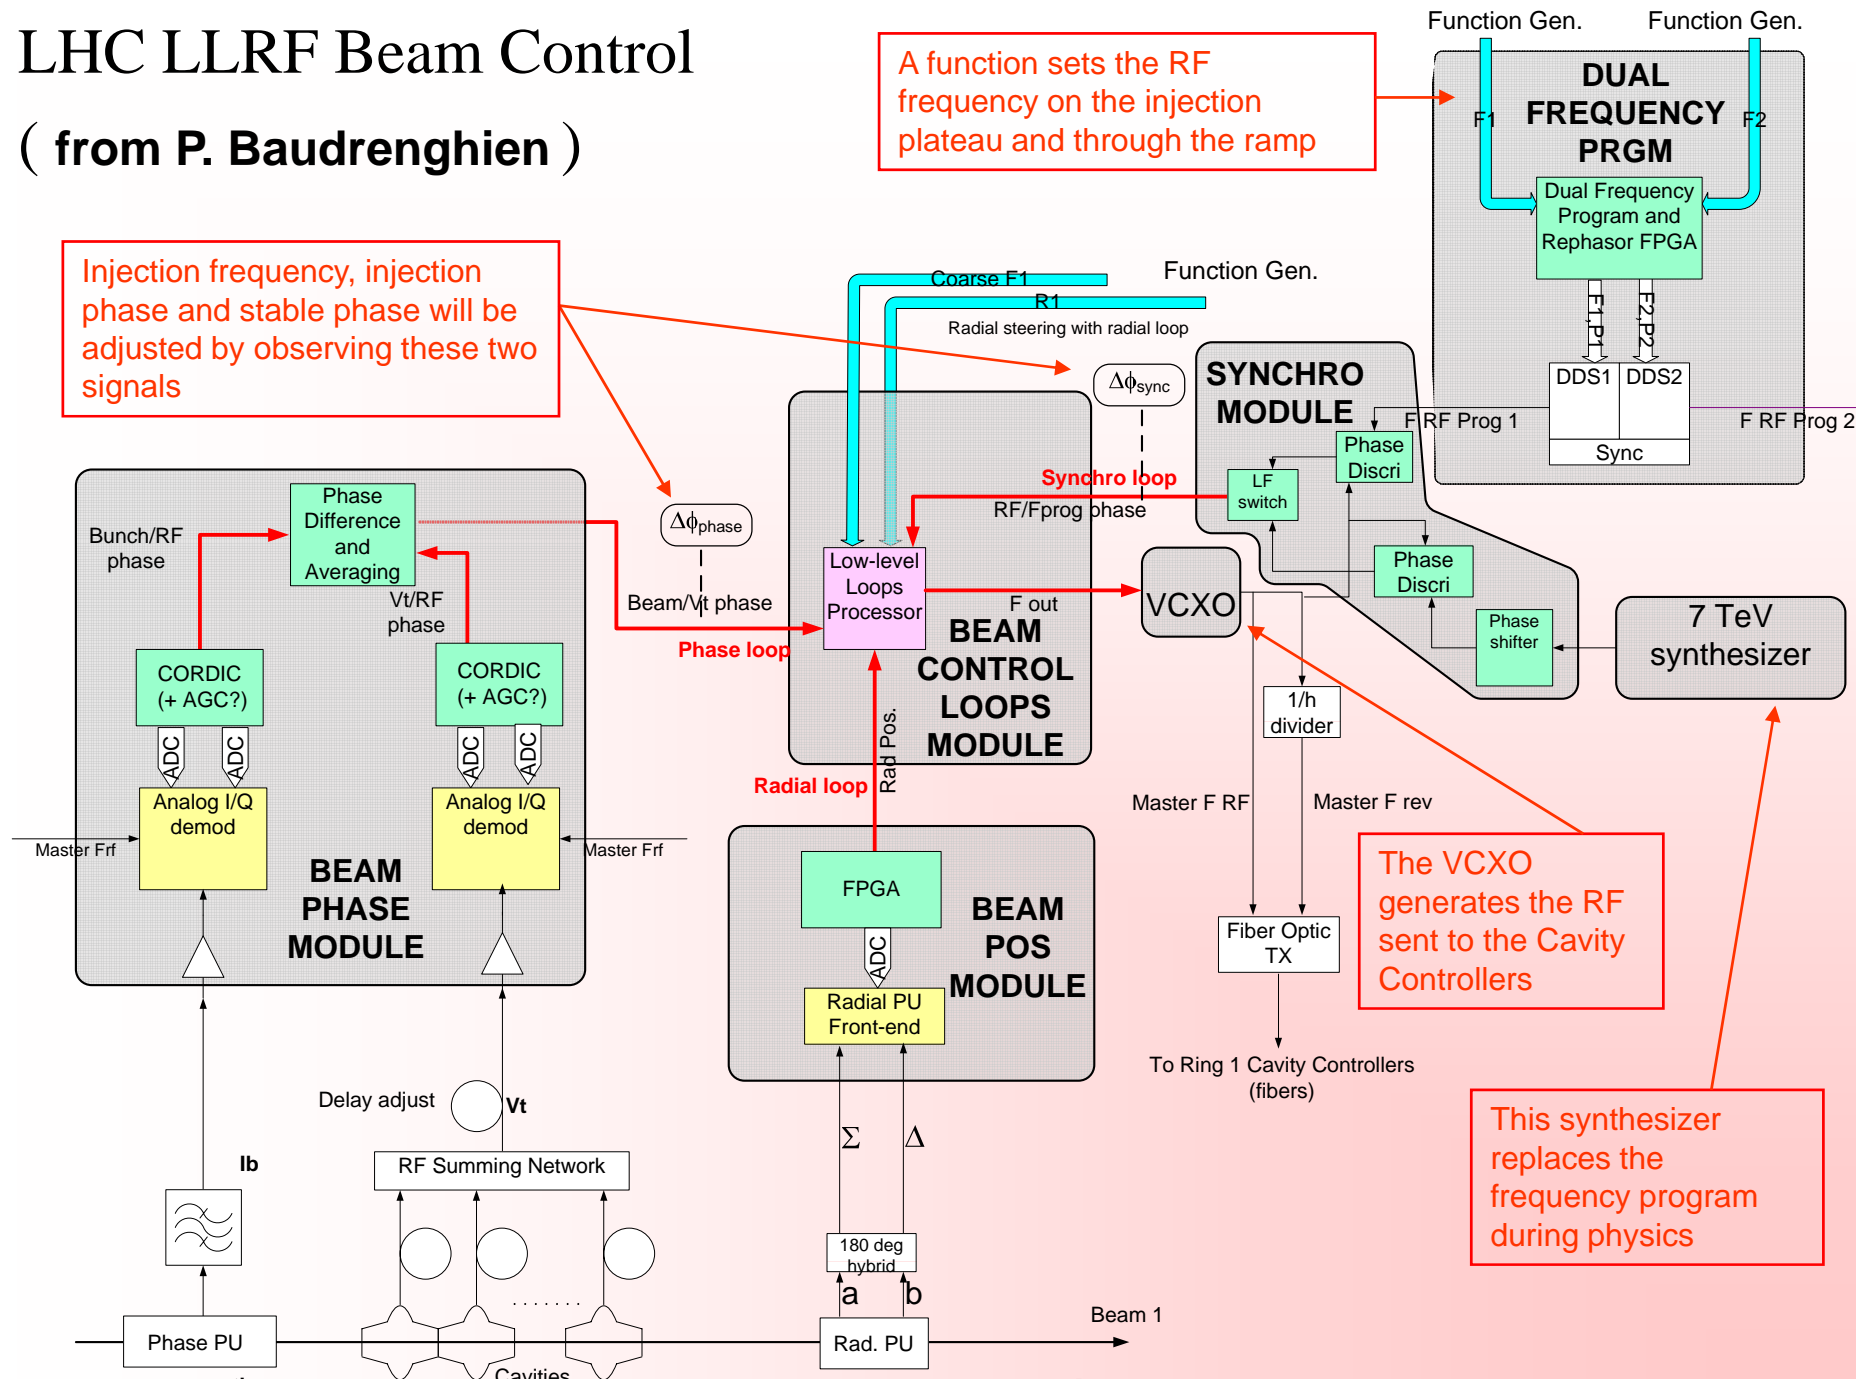 LHC LLRF Beam Control
( from P. Baudrenghien )
A function sets the RF
frequency on the injection
plateau and through the ramp
Function Gen.
Function Gen.
DUAL
FREQUENCY
PRGM
F1
F2
Dual Frequency
Program and
Rephasor FPGA
F1,P1
F2,P2
DDS1
DDS2
Sync
F RF Prog 1
F RF Prog 2
Injection frequency, injection
phase and stable phase will be
adjusted by observing these two
signals
Coarse F1
Function Gen.
R1
Radial steering with radial loop
Δϕsync
SYNCHRO
MODULE
Phase
Discri
LF
switch
Phase
Discri
Phase
shifter
7 TeV
synthesizer
Synchro loop
RF/Fprog phase
Δϕphase
Phase
Difference
and
Averaging
Bunch/RF
phase
Vt/RF
phase
Beam/Vt phase
Phase loop
Low-level
Loops
Processor
F out
VCXO
BEAM
CONTROL
LOOPS
MODULE
CORDIC
(+ AGC?)
CORDIC
(+ AGC?)
ADC
ADC
ADC
ADC
Analog I/Q
demod
Analog I/Q
demod
Master Frf
Master Frf
BEAM
PHASE
MODULE
Rad Pos.
Radial loop
1/h
divider
Master F RF
Master F rev
The VCXO
generates the RF
sent to the Cavity
Controllers
FPGA
ADC
BEAM
POS
MODULE
Radial PU
Front-end
Fiber Optic
TX
To Ring 1 Cavity Controllers
(fibers)
This synthesizer
replaces the
frequency program
during physics
Delay adjust
Vt
Σ
Δ
Ib
RF Summing Network
180 deg
hybrid
a
b
. . . . . . .
Beam 1
Phase PU
Rad. PU
Cavities